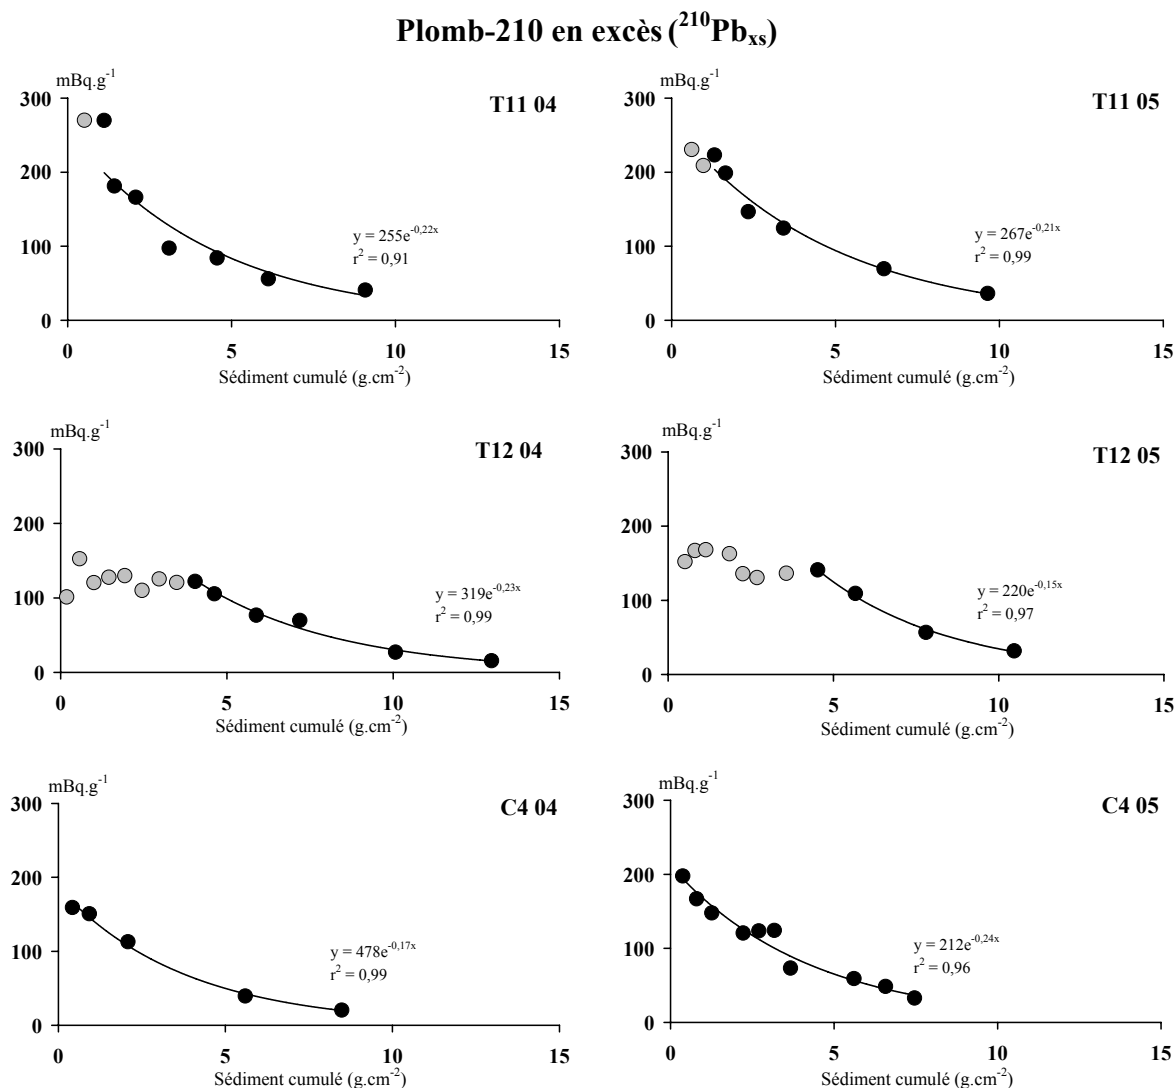 Plomb-210 en excès (²¹⁰Pbₓₛ)
mBq.g⁻¹
T11 04
300
200
100
0
y = 255e⁻⁰,²²ˣ
r² = 0,91
0 5 10 15
Sédiment cumulé (g.cm⁻²)
mBq.g⁻¹
T11 05
300
200
100
0
y = 267e⁻⁰,²¹ˣ
r² = 0,99
0 5 10 15
Sédiment cumulé (g.cm⁻²)
mBq.g⁻¹
T12 04
300
200
100
0
y = 319e⁻⁰,²³ˣ
r² = 0,99
0 5 10 15
Sédiment cumulé (g.cm⁻²)
mBq.g⁻¹
T12 05
300
200
100
0
y = 220e⁻⁰,¹⁵ˣ
r² = 0,97
0 5 10 15
Sédiment cumulé (g.cm⁻²)
mBq.g⁻¹
C4 04
300
200
100
0
y = 478e⁻⁰,¹⁷ˣ
r² = 0,99
0 5 10 15
Sédiment cumulé (g.cm⁻²)
mBq.g⁻¹
C4 05
300
200
100
0
y = 212e⁻⁰,²⁴ˣ
r² = 0,96
0 5 10 15
Sédiment cumulé (g.cm⁻²)